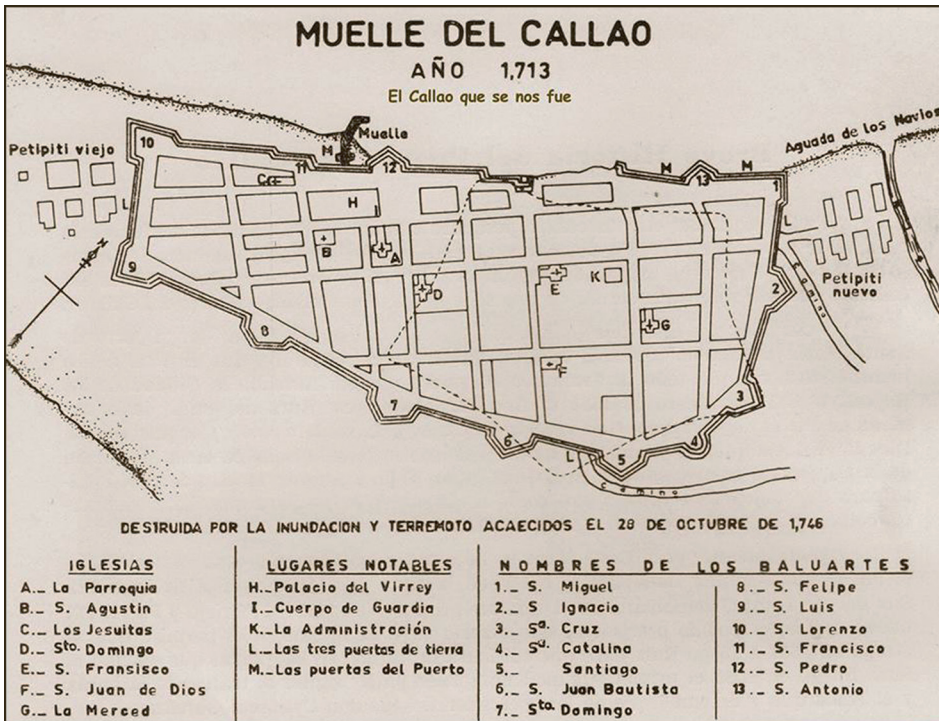 MUELLE DEL CALLAO
AÑO 1,713
El Callao que se nos fue
Muelle
Aguada de los Navios
Petipiti viejo
10
M
11
12
M
13
M
1
C
H
L
L
B
A
D
E
K
Petipiti nuevo
N
9
2
Camino
8
G
F
7
3
6
L
5
4
Camino
DESTRUIDA POR LA INUNDACION Y TERREMOTO ACAECIDOS EL 28 DE OCTUBRE DE 1,746
IGLESIAS
A.. La Parroquia
B.. S. Agustin
C.. Los Jesuitas
D.. Sto. Domingo
E.. S. Fransisco
F.. S. Juan de Dios
G.. La Merced
LUGARES NOTABLES
H.. Palacio del Virrey
I.. Cuerpo de Guardia
K.. La Administración
L.. Las tres puertas de tierra
M.. Las puertas del Puerto
NOMBRES DE LOS BALUARTES
1.. S. Miguel
2.. S Ignacio
3.. Sa. Cruz
4.. Sa. Catalina
5.. Santiago
6.. S. Juan Bautista
7.. Sta. Domingo
8.. S. Felipe
9.. S. Luis
10.. S. Lorenzo
11.. S. Francisco
12.. S. Pedro
13.. S. Antonio